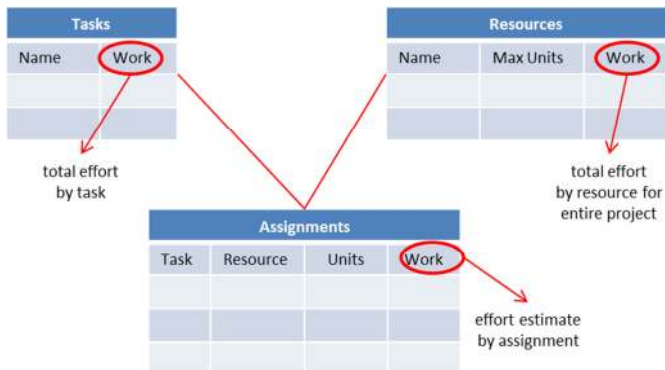 Tasks
Name Work
total effort
by task
Resources
Name Max Units Work
total effort
by resource for
entire project
Assignments
Task Resource Units Work
effort estimate
by assignment